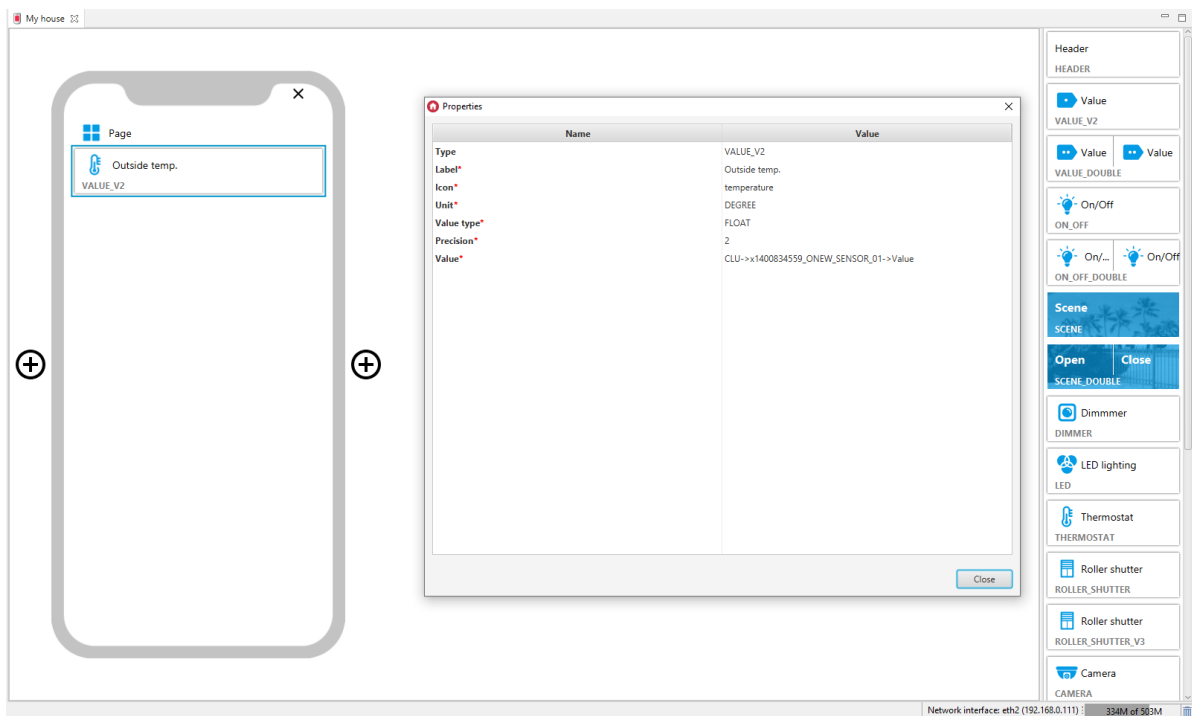 My house
Page
Outside temp.
VALUE_V2
Properties
Name Value
Type VALUE_V2
Label* Outside temp.
Icon* temperature
Unit* DEGREE
Value type* FLOAT
Precision* 2
Value* CLU->x1400834559_ONEW_SENSOR_01->Value
Close
Header
HEADER
Value
VALUE_V2
Value Value
VALUE_DOUBLE
On/Off
ON_OFF
On/... On/Off
ON_OFF_DOUBLE
Scene
SCENE
Open Close
SCENE_DOUBLE
Dimmmer
DIMMER
LED lighting
LED
Thermostat
THERMOSTAT
Roller shutter
ROLLER_SHUTTER
Roller shutter
ROLLER_SHUTTER_V3
Camera
CAMERA
Network interface: eth2 (192.168.0.111) 334M of 503M